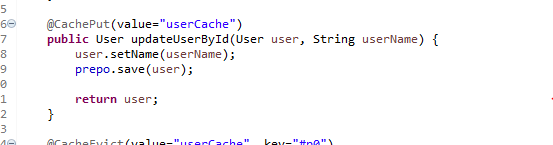 5
6 @CachePut(value="userCache")
7 public User updateUserById(User user, String userName) {
8 user.setName(userName);
9 prepo.save(user);
0
1 return user;
2 }
3
4 @CacheEvict(value="userCache", key="#p0")